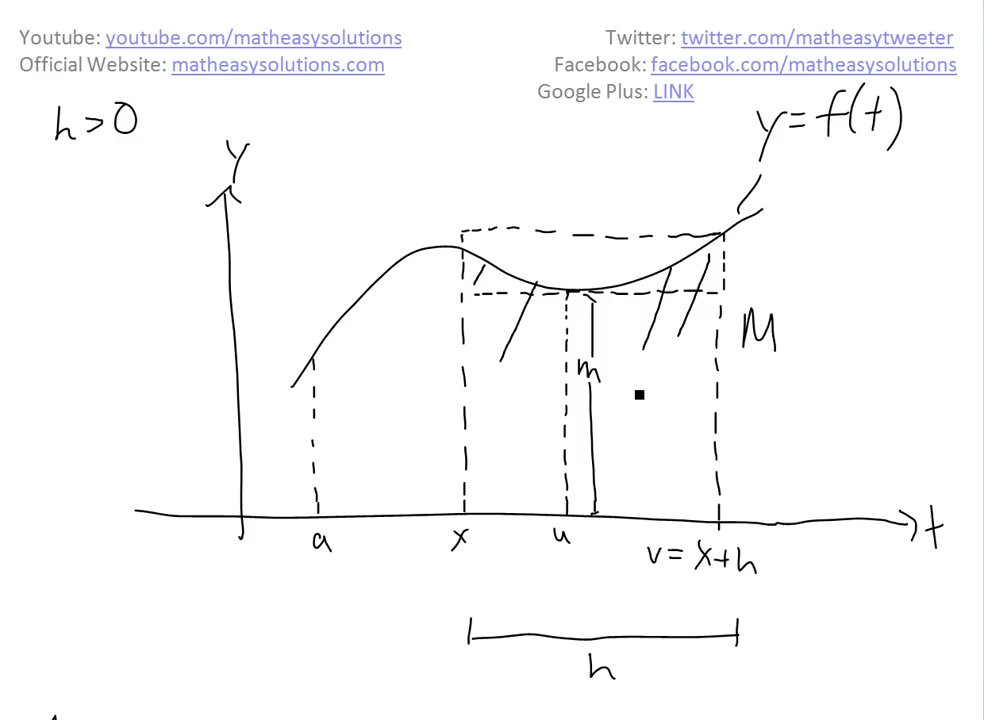 Youtube: youtube.com/matheasysolutions
Twitter: twitter.com/matheasytweeter
Official Website: matheasysolutions.com
Facebook: facebook.com/matheasysolutions
Google Plus: LINK
h > 0
y = f(t)
y
M
m
t
a
x
u
v = x+h
h